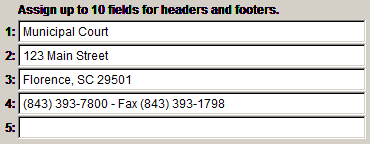 Assign up to 10 fields for headers and footers.
1: Municipal Court
2: 123 Main Street
3: Florence, SC 29501
4: (843) 393-7800 - Fax (843) 393-1798
5: